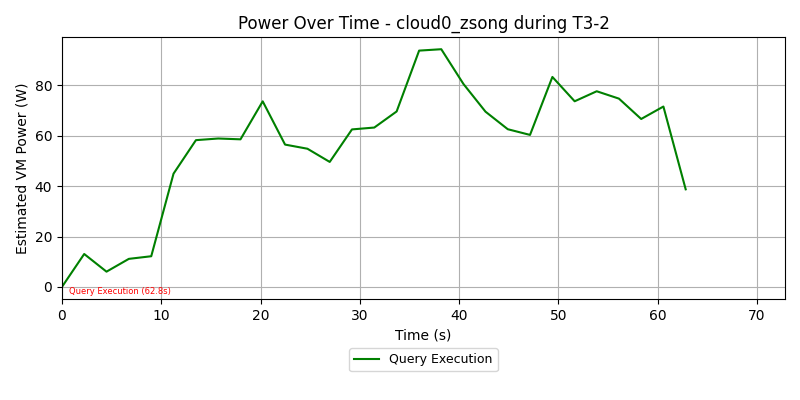 Power Over Time - cloud0_zsong during T3-2
Estimated VM Power (W)
80
60
40
20
0
Query Execution (62.8s)
0 10 20 30 40 50 60 70
Time (s)
Query Execution